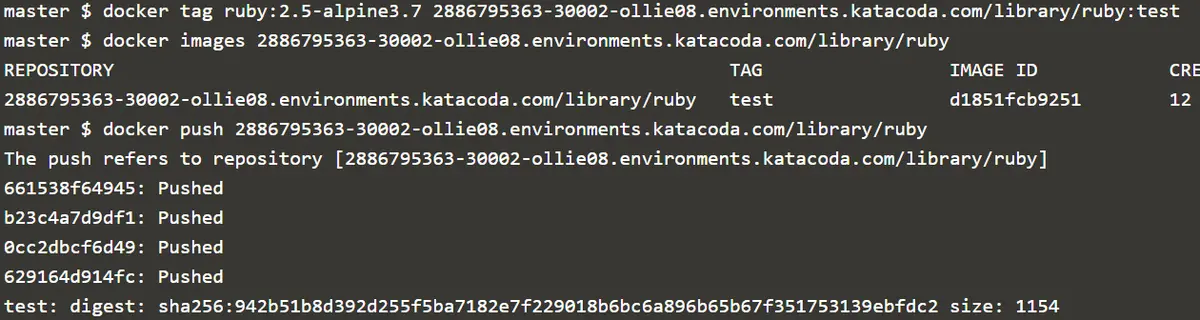 master $ docker tag ruby:2.5-alpine3.7 2886795363-30002-ollie08.environments.katacoda.com/library/ruby:test
master $ docker images 2886795363-30002-ollie08.environments.katacoda.com/library/ruby
REPOSITORY TAG IMAGE ID CRE
2886795363-30002-ollie08.environments.katacoda.com/library/ruby test d1851fcb9251 12
master $ docker push 2886795363-30002-ollie08.environments.katacoda.com/library/ruby
The push refers to repository [2886795363-30002-ollie08.environments.katacoda.com/library/ruby]
661538f64945: Pushed
b23c4a7d9df1: Pushed
0cc2dbcf6d49: Pushed
629164d914fc: Pushed
test: digest: sha256:942b51b8d392d255f5ba7182e7f229018b6bc6a896b65b67f351753139ebfdc2 size: 1154